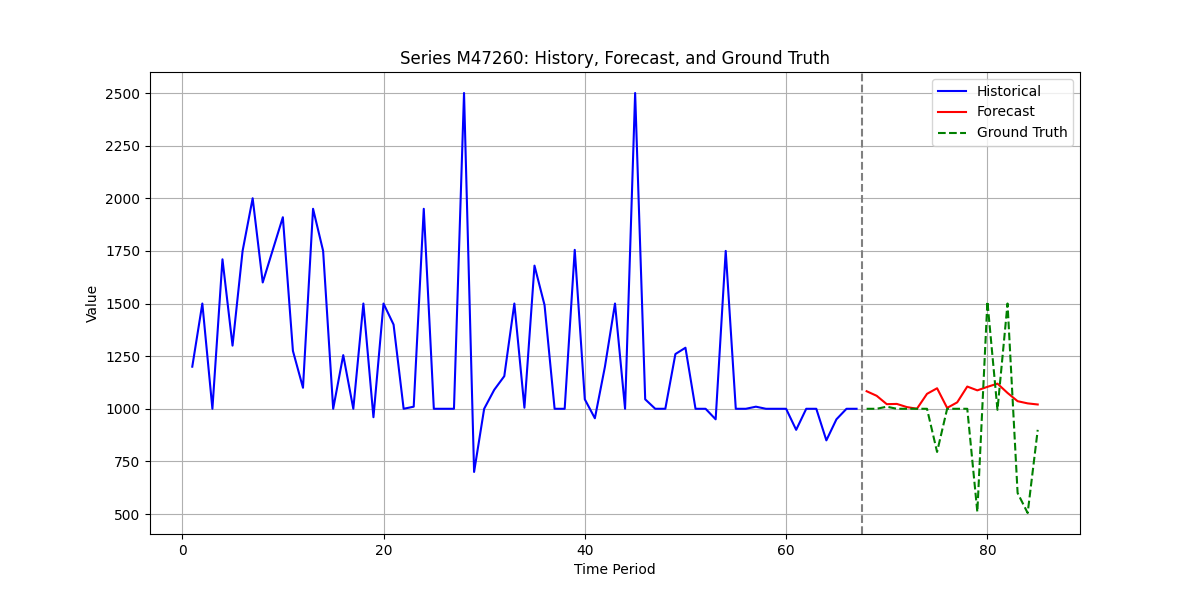 Series M47260: History, Forecast, and Ground Truth
Historical
Forecast
Ground Truth
Value
2500
2250
2000
1750
1500
1250
1000
750
500
0 20 40 60 80
Time Period